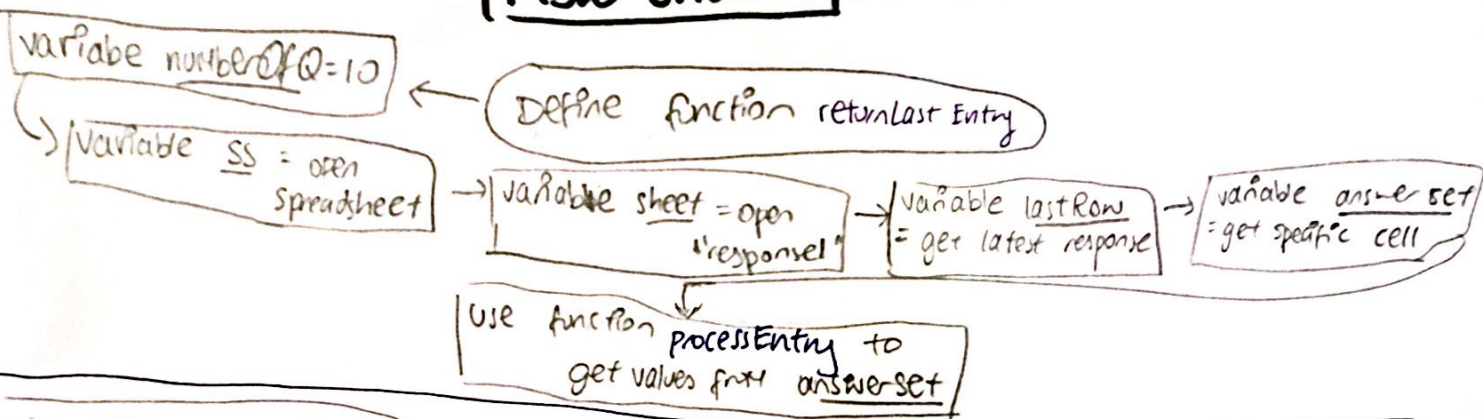 variabe numberOfQ=10
Define function returnLast Entry
variable ss = open
spreadsheet
variable sheet = open
"response1"
variable lastRow
= get latest response
variable answer set
= get specific cell
use function processEntry to
get values from answerset